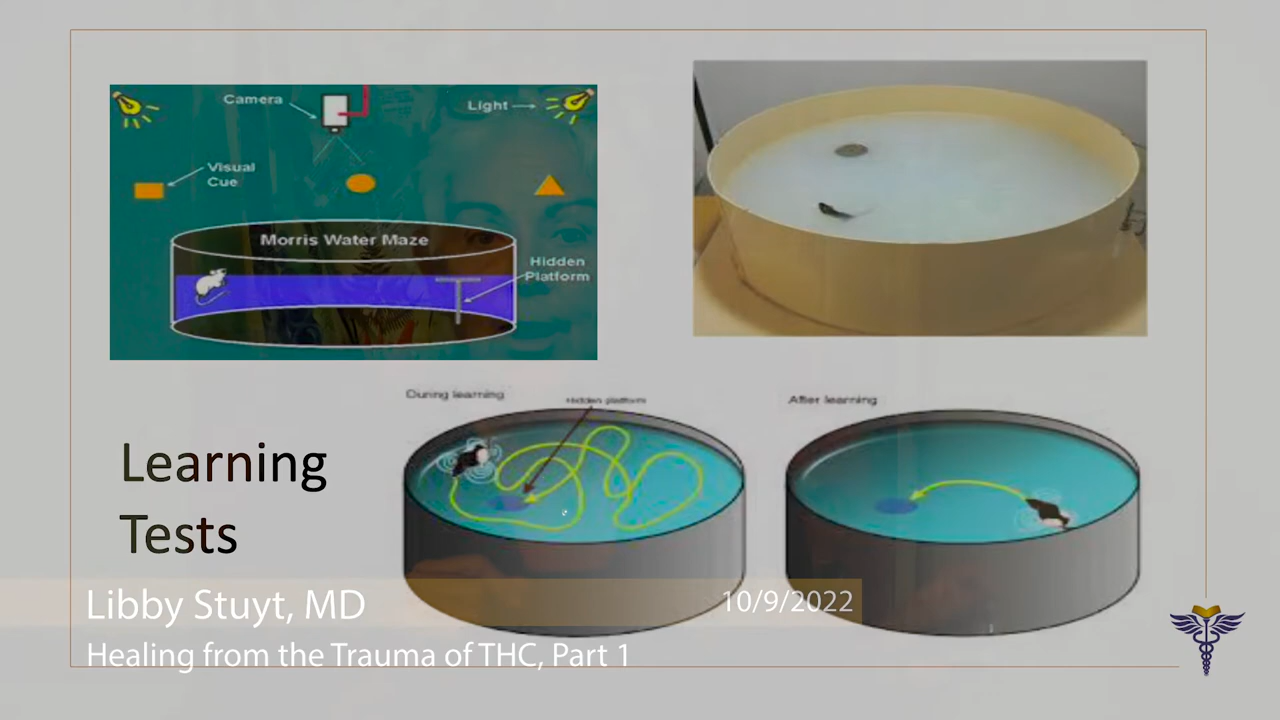 Camera
Light
Visual
Cue
Morris Water Maze
Hidden
Platform
During learning
Hidden platform
After learning
Learning
Tests
Libby Stuyt, MD
10/9/2022
Healing from the Trauma of THC, Part 1